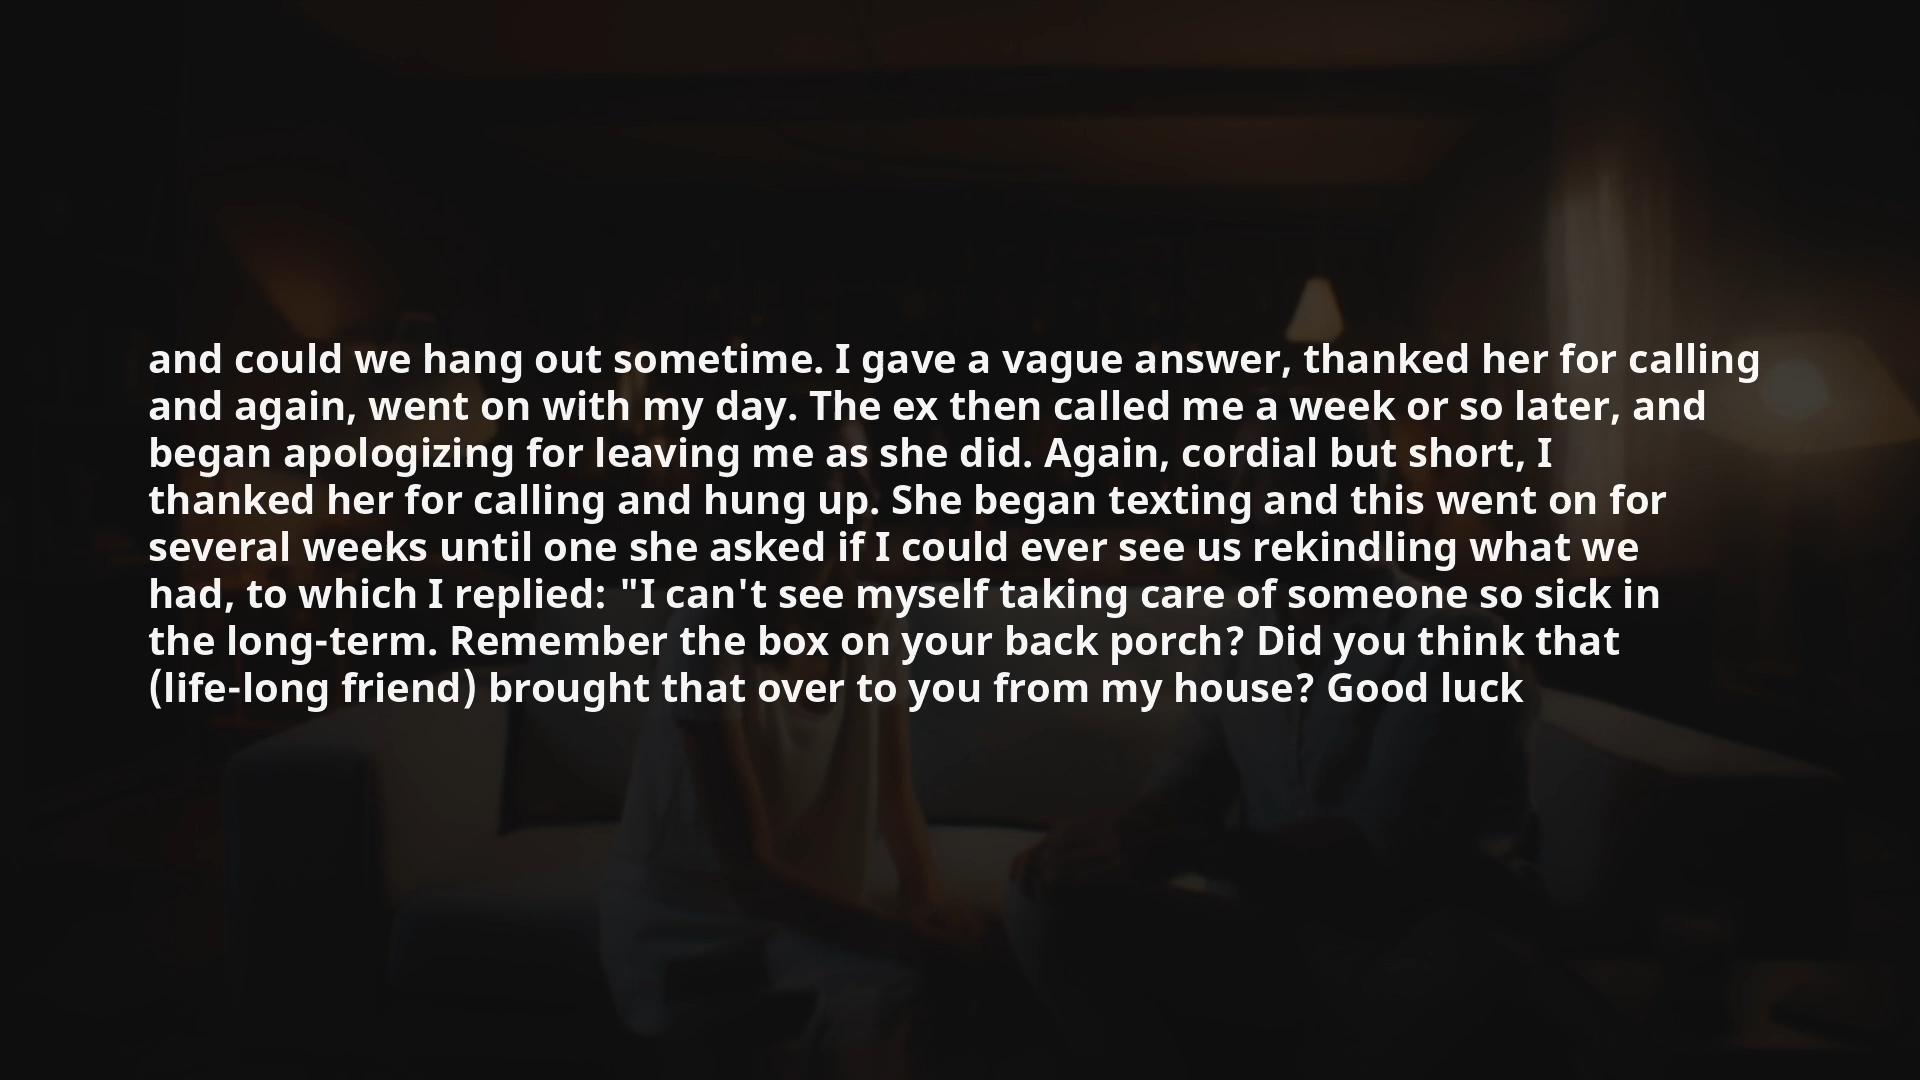 and could we hang out sometime. I gave a vague answer, thanked her for calling
and again, went on with my day. The ex then called me a week or so later, and
began apologizing for leaving me as she did. Again, cordial but short, I
thanked her for calling and hung up. She began texting and this went on for
several weeks until one she asked if I could ever see us rekindling what we
had, to which I replied: "I can't see myself taking care of someone so sick in
the long-term. Remember the box on your back porch? Did you think that
(life-long friend) brought that over to you from my house? Good luck